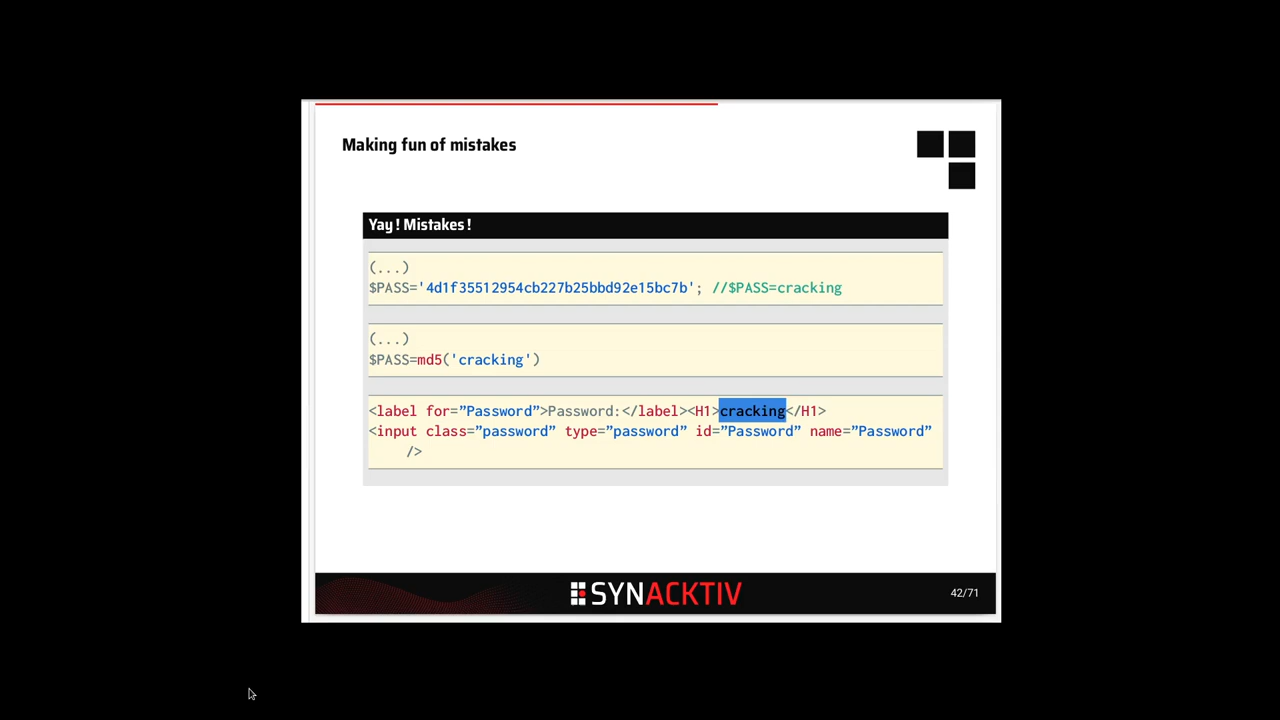 Making fun of mistakes
Yay! Mistakes!
(...)
$PASS='4d1f35512954cb227b25bbd92e15bc7b'; //$PASS=cracking
(...)
$PASS=md5('cracking')
<label for=”Password”>Password:</label><H1>cracking</H1>
<input class=”password” type=”password” id=”Password” name=”Password”
/>
SYNACKTIV
42/71